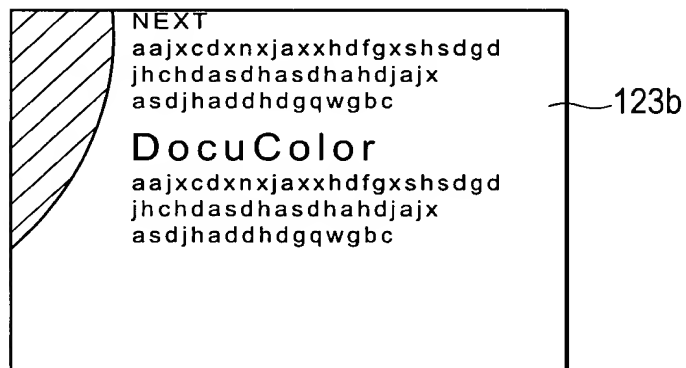 NEXT
aajxcdxnxjaxxhdfgxshsdgd
jhchdasdhasdhahdjajx
asdjhaddhdgqwgbc
123b
DocuColor
aajxcdxnxjaxxhdfgxshsdgd
jhchdasdhasdhahdjajx
asdjhaddhdgqwgbc